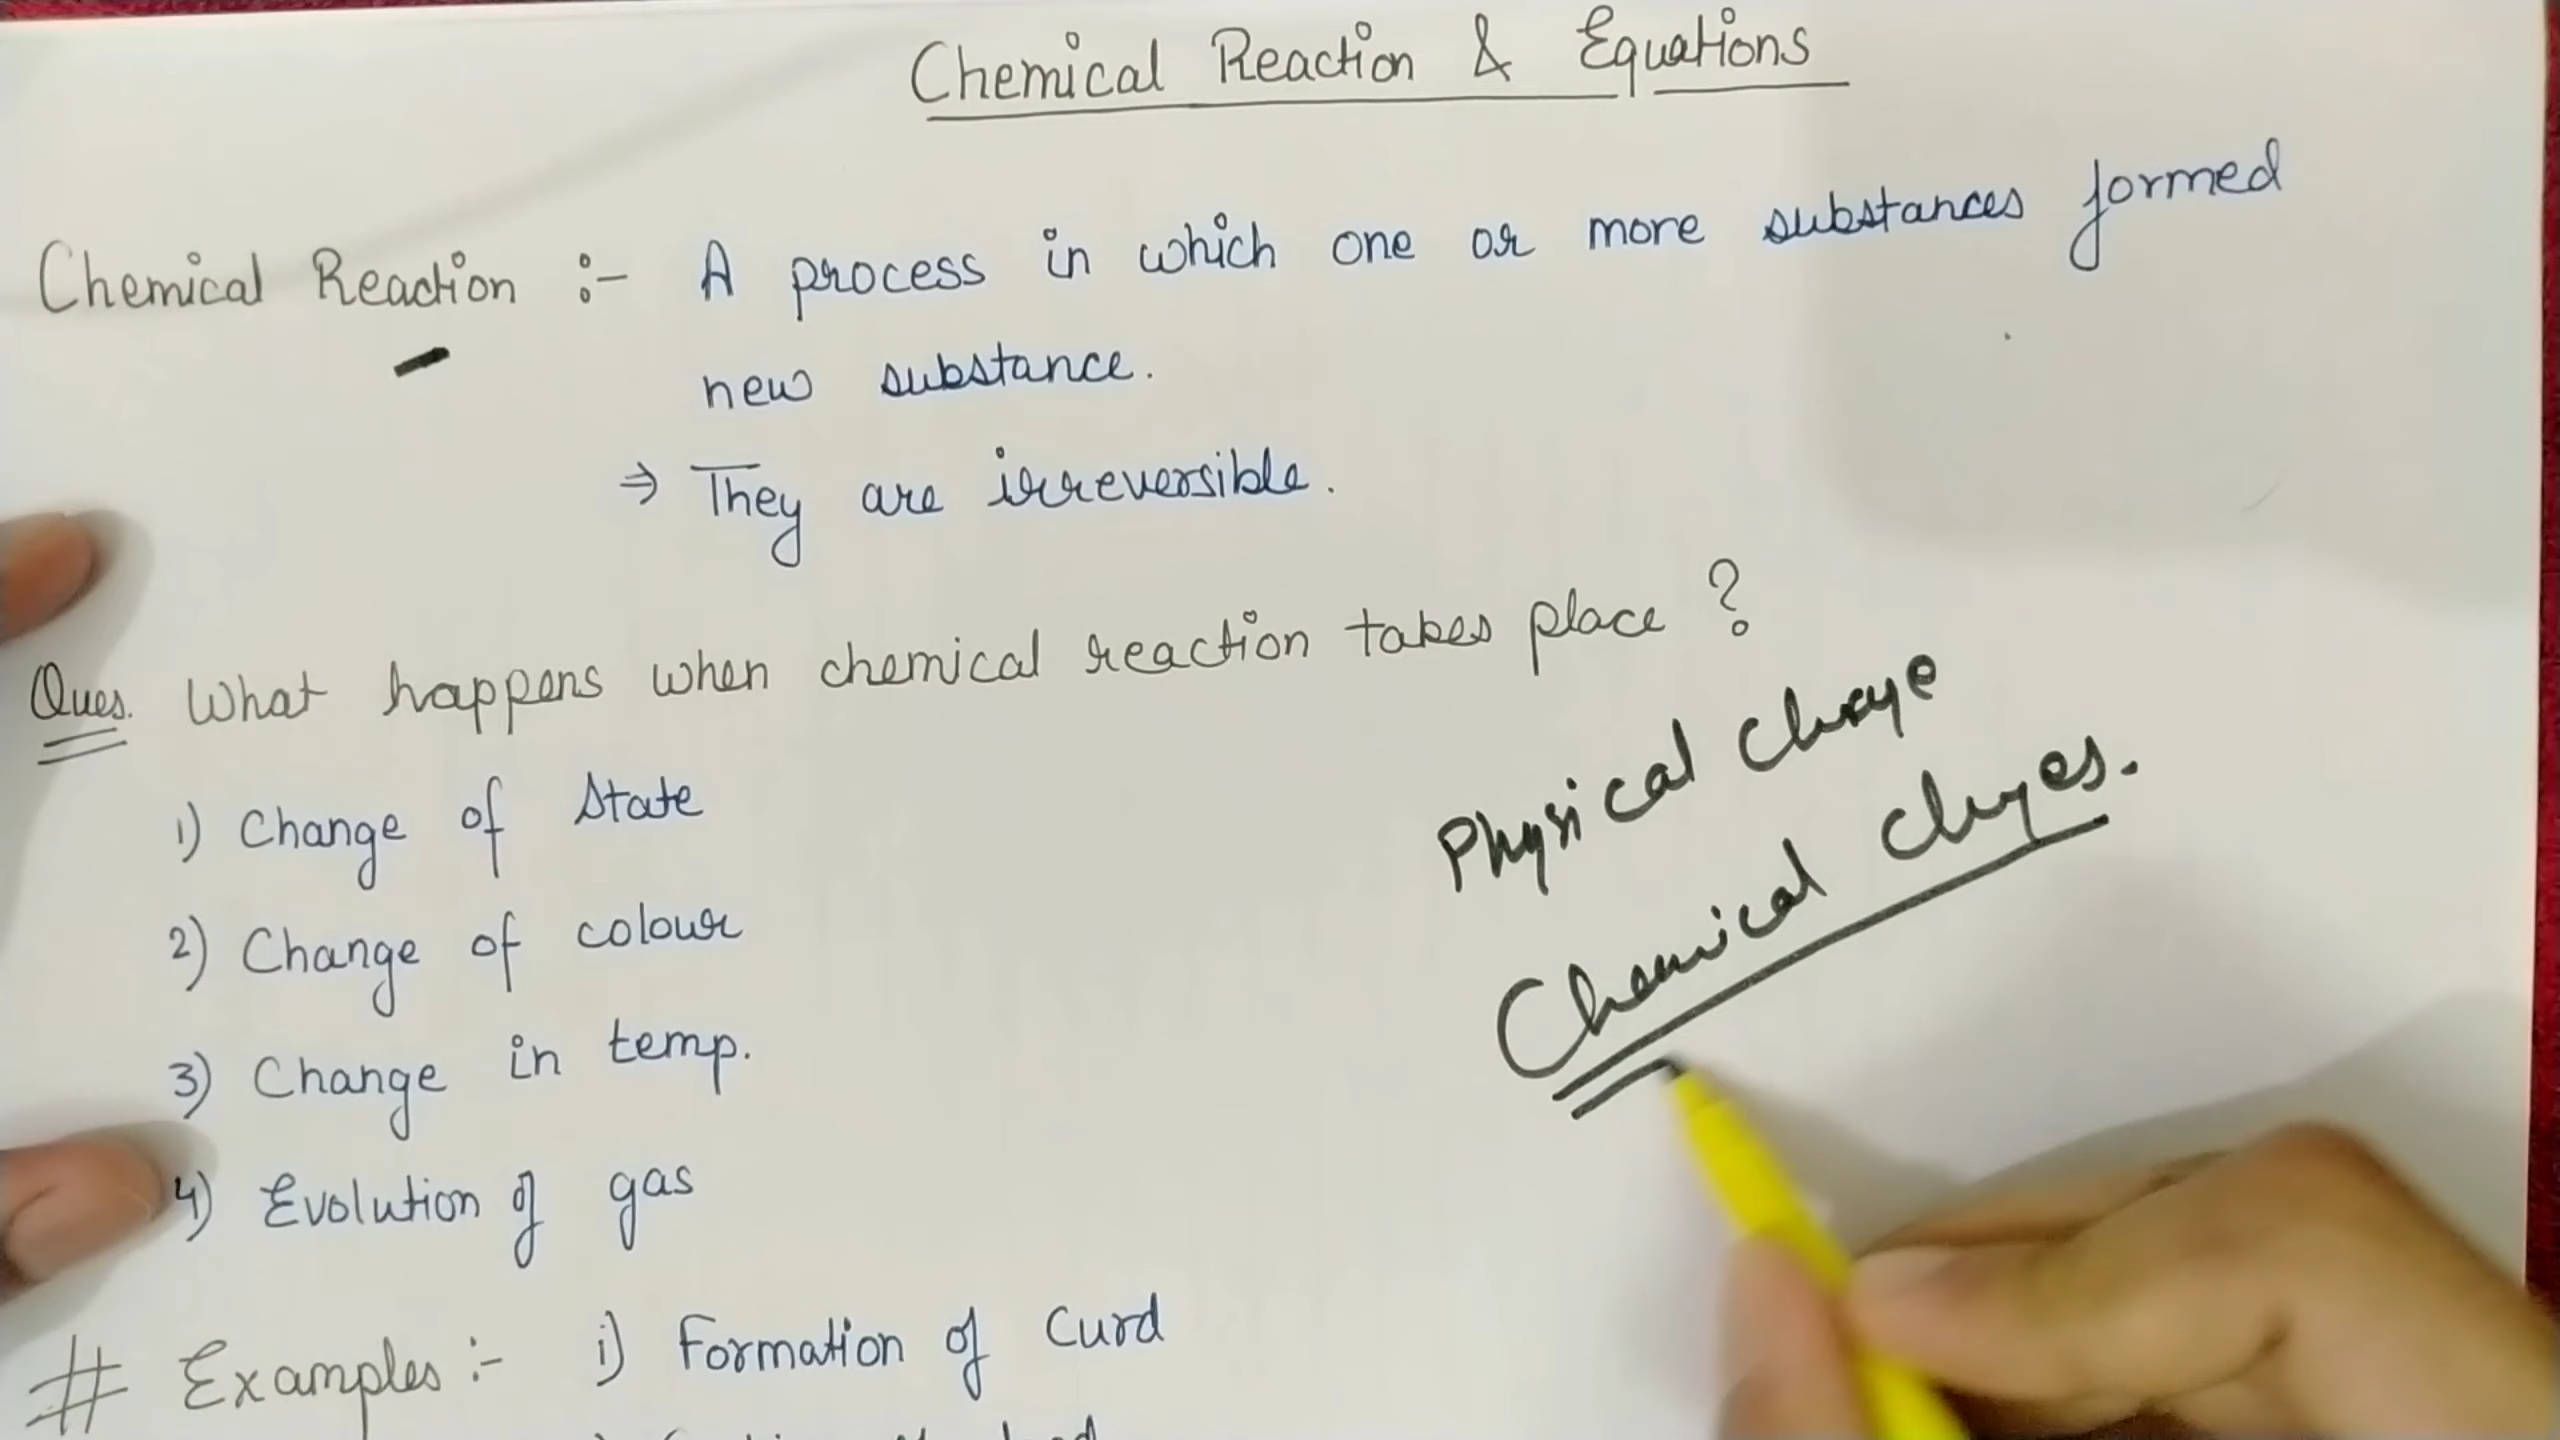 Chemical Reaction & Equations
Chemical Reaction :- A process in which one or more substances formed
new substance.
⇒ They are irreversible.
Ques. What happens when chemical reaction takes place ?
Physical change
Chemical changes.
1) Change of state
2) Change of colour
3) Change in temp.
4) Evolution of gas
# Examples :- i) Formation of Curd